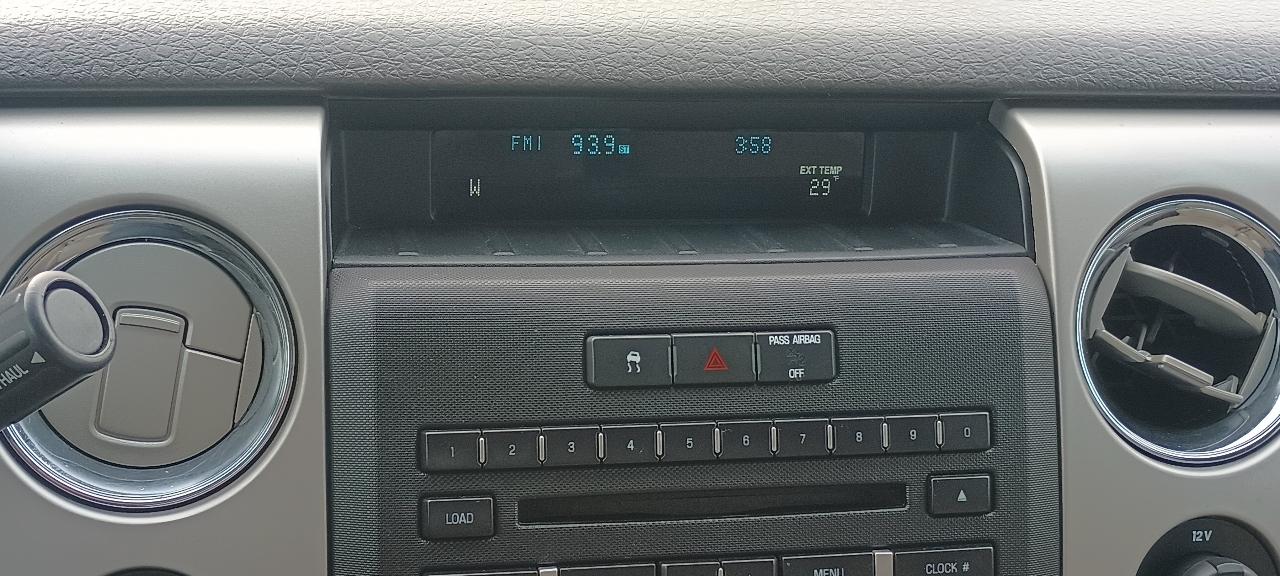 FM1 93.9 ST 3:58
EXT TEMP
W 29°F
PASS AIRBAG
OFF
HAUL
1 2 3 4 5 6 7 8 9 0
LOAD
12V
MENU CLOCK #